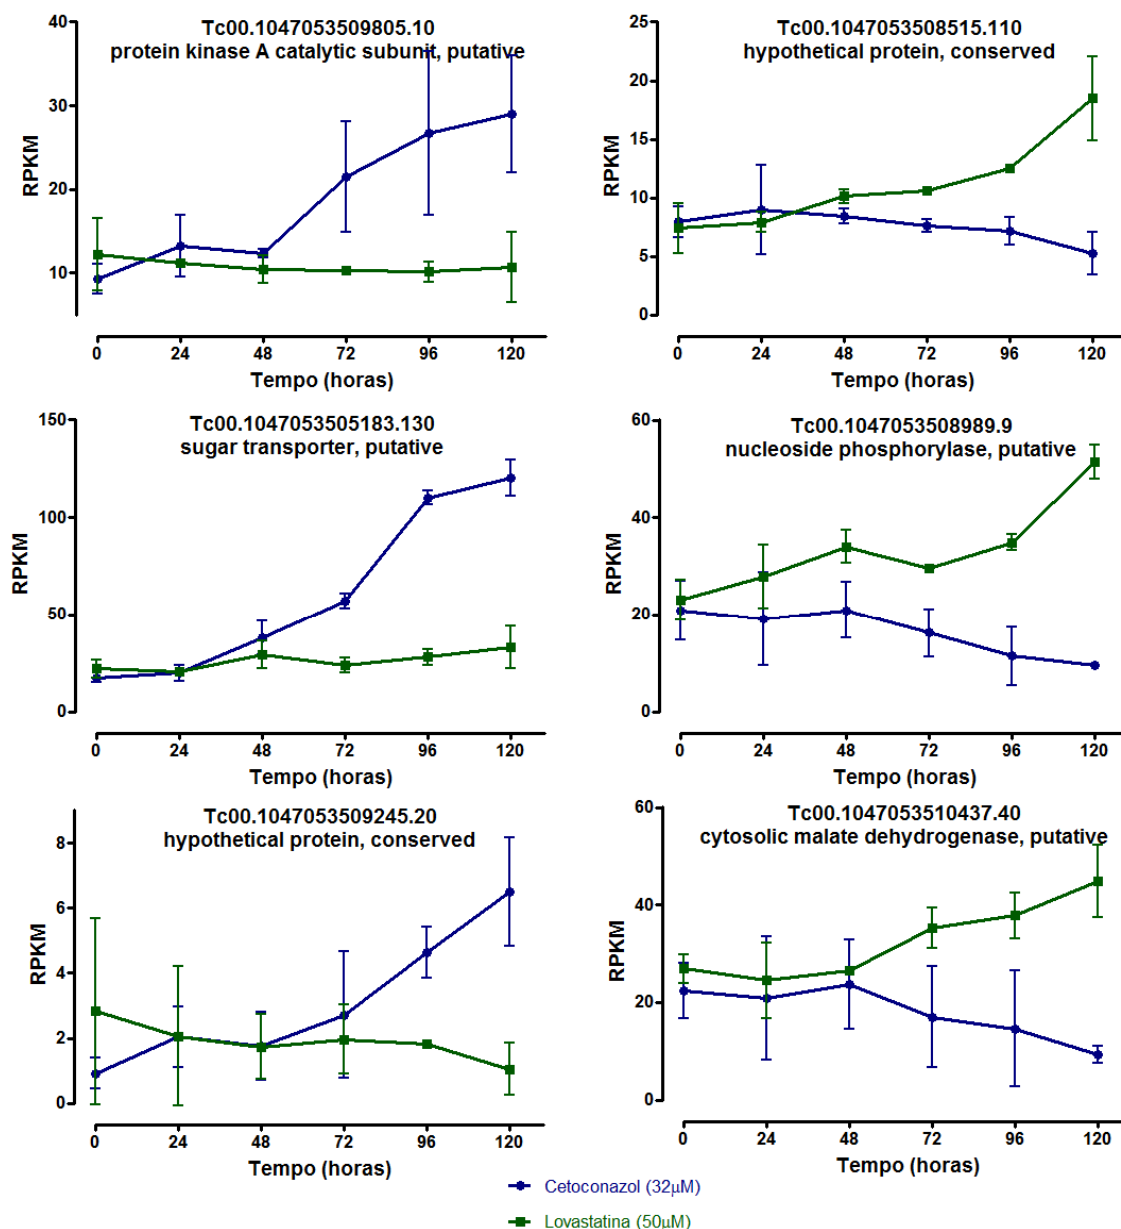 Tc00.1047053509805.10
protein kinase A catalytic subunit, putative
40
30
20
10
RPKM
0 24 48 72 96 120
Tempo (horas)
Tc00.1047053508515.110
hypothetical protein, conserved
25
20
15
10
5
0
RPKM
0 24 48 72 96 120
Tempo (horas)
Tc00.1047053505183.130
sugar transporter, putative
150
100
50
0
RPKM
0 24 48 72 96 120
Tempo (horas)
Tc00.1047053508989.9
nucleoside phosphorylase, putative
60
40
20
0
RPKM
0 24 48 72 96 120
Tempo (horas)
Tc00.1047053509245.20
hypothetical protein, conserved
8
6
4
2
0
RPKM
0 24 48 72 96 120
Tempo (horas)
Tc00.1047053510437.40
cytosolic malate dehydrogenase, putative
60
40
20
0
RPKM
0 24 48 72 96 120
Tempo (horas)
Cetoconazol (32µM)
Lovastatina (50µM)